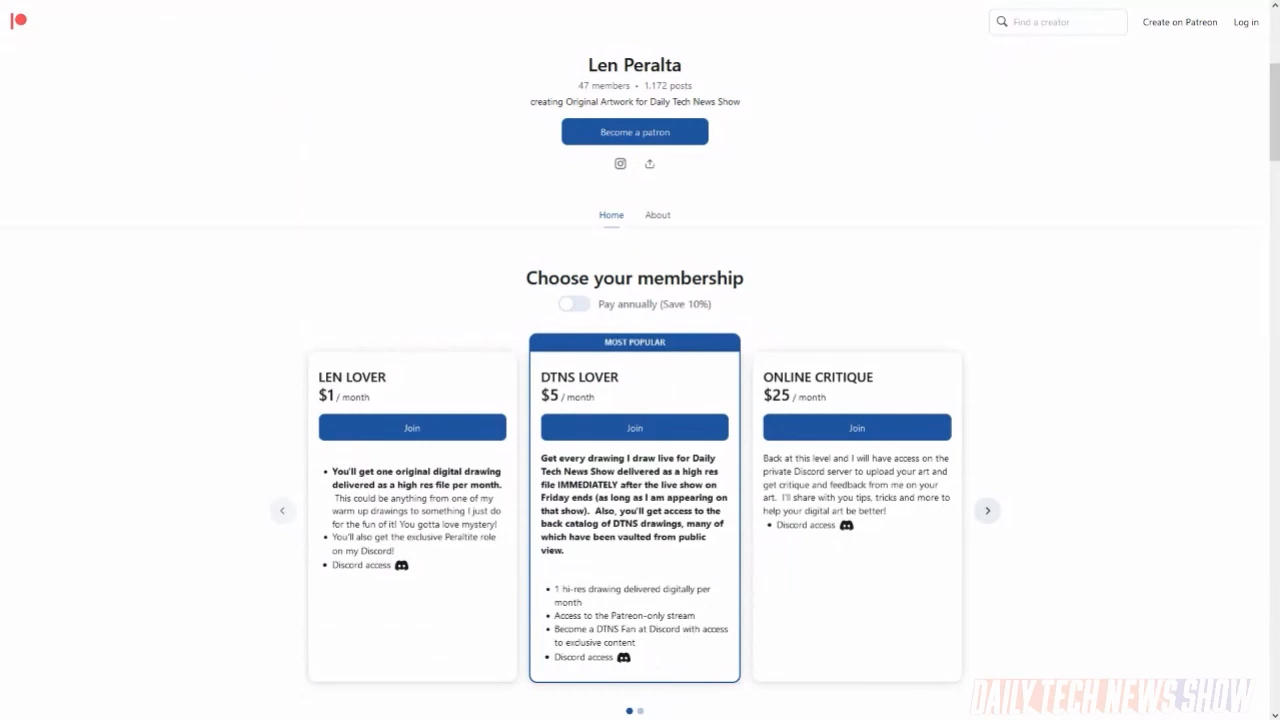 Find a creator
Create on Patreon
Log in
Len Peralta
47 members • 1,172 posts
creating Original Artwork for Daily Tech News Show
Become a patron
Home
About
Choose your membership
Pay annually (Save 10%)
LEN LOVER
$1 / month
Join
• You'll get one original digital drawing
delivered as a high res file per month.
This could be anything from one of my
warm up drawings to something I just do
for the fun of it! You gotta love mystery!
• You'll also get the exclusive Peraltite role
on my Discord!
• Discord access
MOST POPULAR
DTNS LOVER
$5 / month
Join
Get every drawing I draw live for Daily
Tech News Show delivered as a high res
file IMMEDIATELY after the live show on
Friday ends (as long as I am appearing on
that show). Also, you'll get access to the
back catalog of DTNS drawings, many of
which have been vaulted from public
view.
• 1 hi-res drawing delivered digitally per
month
• Access to the Patreon-only stream
• Become a DTNS Fan at Discord with access
to exclusive content
• Discord access
ONLINE CRITIQUE
$25 / month
Join
Back at this level and I will have access on the
private Discord server to upload your art and
get critique and feedback from me on your
art. I'll share with you tips, tricks and more to
help your digital art be better!
• Discord access
DAILY TECH NEWS SHOW